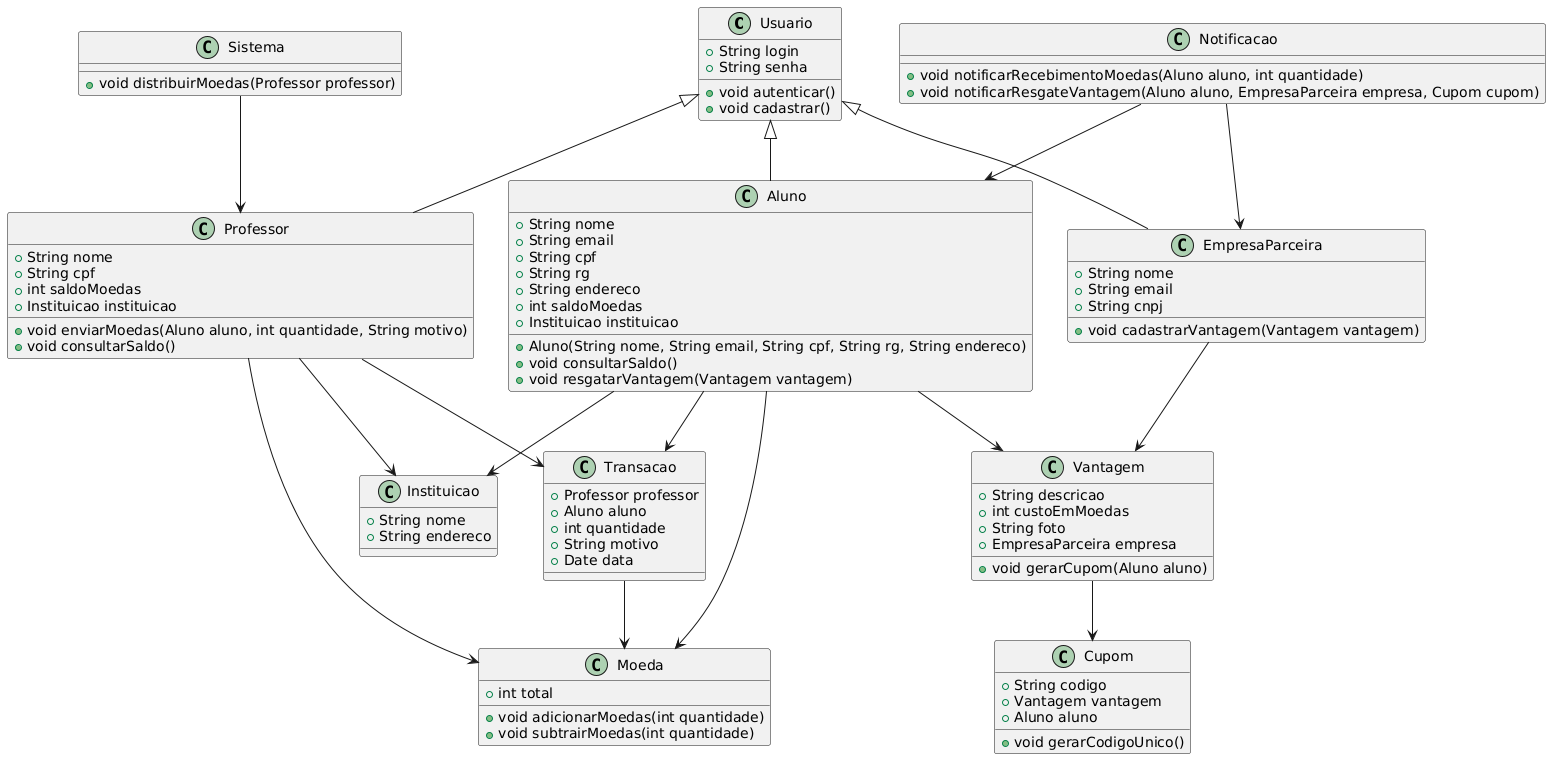 C Sistema
void distribuirMoedas(Professor professor)
C Usuario
String login
String senha
void autenticar()
void cadastrar()
C Notificacao
void notificarRecebimentoMoedas(Aluno aluno, int quantidade)
void notificarResgateVantagem(Aluno aluno, EmpresaParceira empresa, Cupom cupom)
C Professor
String nome
String cpf
int saldoMoedas
Instituicao instituicao
void enviarMoedas(Aluno aluno, int quantidade, String motivo)
void consultarSaldo()
C Aluno
String nome
String email
String cpf
String rg
String endereco
int saldoMoedas
Instituicao instituicao
Aluno(String nome, String email, String cpf, String rg, String endereco)
void consultarSaldo()
void resgatarVantagem(Vantagem vantagem)
C EmpresaParceira
String nome
String email
String cnpj
void cadastrarVantagem(Vantagem vantagem)
C Instituicao
String nome
String endereco
C Transacao
Professor professor
Aluno aluno
int quantidade
String motivo
Date data
C Vantagem
String descricao
int custoEmMoedas
String foto
EmpresaParceira empresa
void gerarCupom(Aluno aluno)
C Moeda
int total
void adicionarMoedas(int quantidade)
void subtrairMoedas(int quantidade)
C Cupom
String codigo
Vantagem vantagem
Aluno aluno
void gerarCodigoUnico()